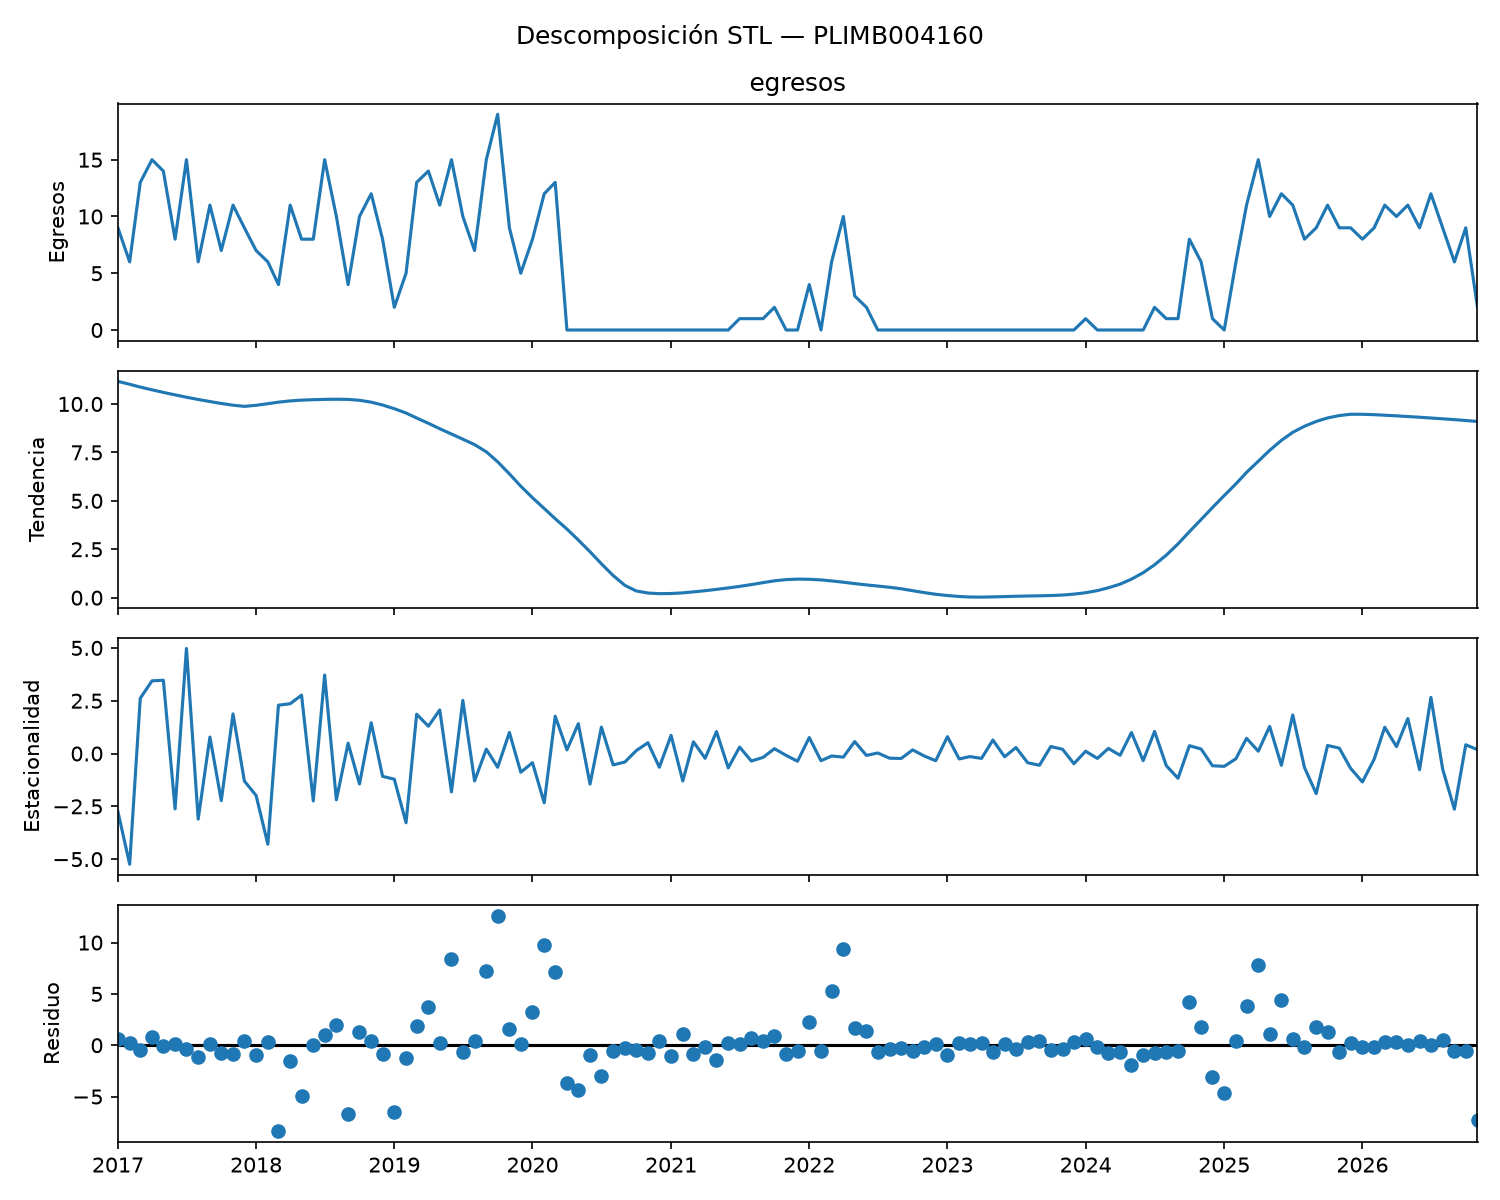 Descomposición STL — PLIMB004160
egresos
Egresos
15
10
5
0
Tendencia
10.0
7.5
5.0
2.5
0.0
Estacionalidad
5.0
2.5
0.0
−2.5
−5.0
Residuo
10
5
0
−5
2017 2018 2019 2020 2021 2022 2023 2024 2025 2026